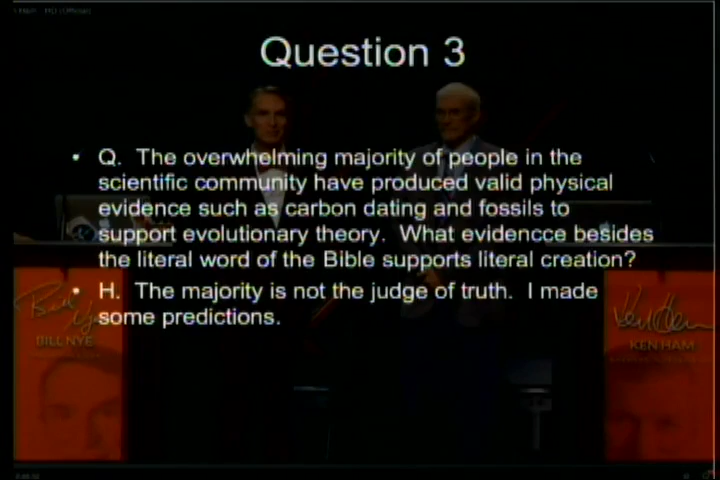 Question 3
• Q. The overwhelming majority of people in the
scientific community have produced valid physical
evidence such as carbon dating and fossils to
support evolutionary theory. What evidencce besides
the literal word of the Bible supports literal creation?
• H. The majority is not the judge of truth. I made
some predictions.
BILL NYE
KEN HAM